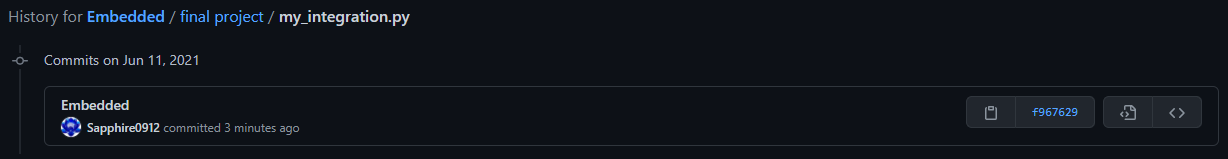 History for Embedded / final project / my_integration.py
Commits on Jun 11, 2021
Embedded
f967629
Sapphire0912 committed 3 minutes ago